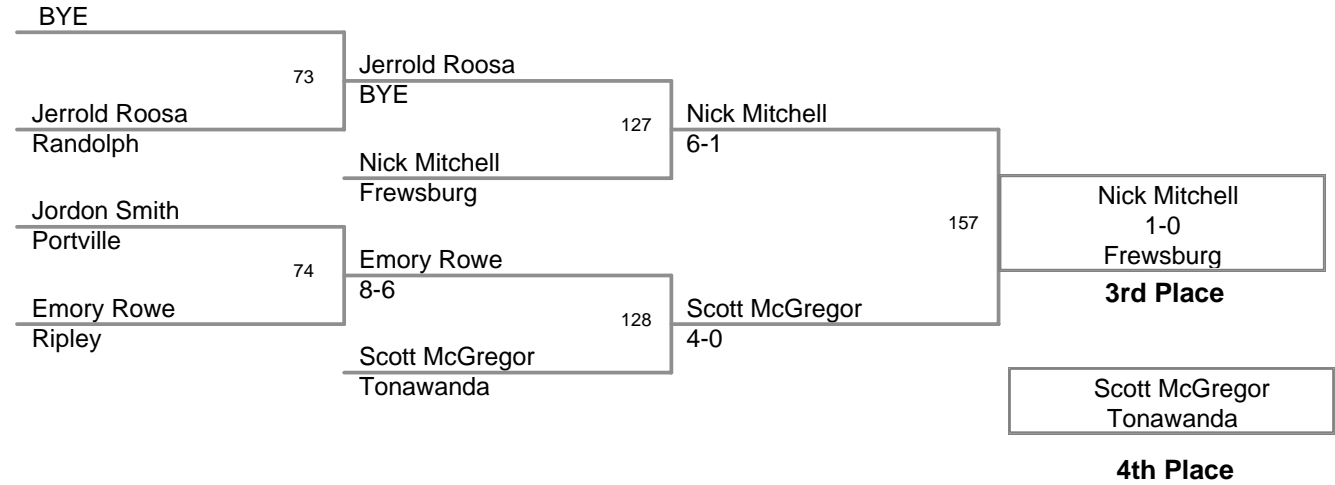 BYE
73
Jerrold Roosa
Randolph
Jerrold Roosa
BYE
127
Nick Mitchell
Frewsburg
Nick Mitchell
6-1
Jordon Smith
Portville
74
Emory Rowe
Ripley
Emory Rowe
8-6
128
Scott McGregor
Tonawanda
Scott McGregor
4-0
157
Nick Mitchell
1-0
Frewsburg
3rd Place
Scott McGregor
Tonawanda
4th Place